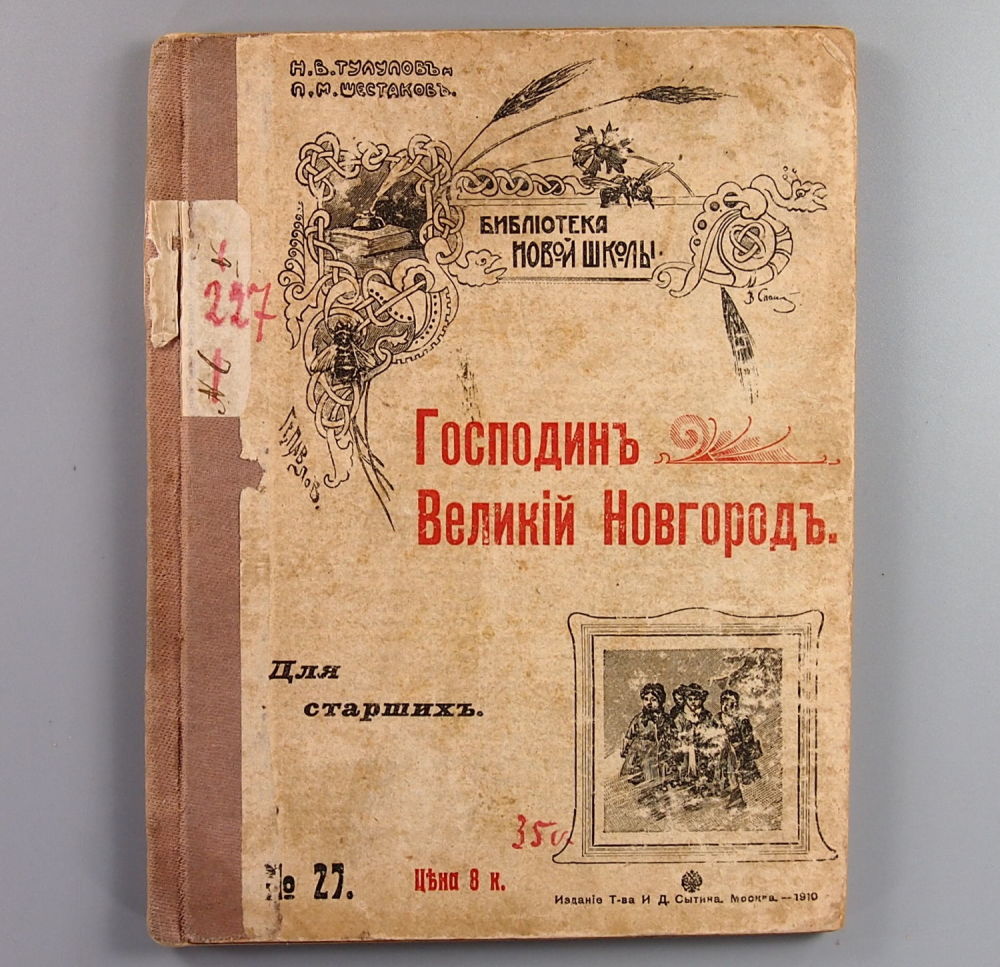 Н. В. ТУЛУПОВЪ и
П. М. ШЕСТАКОВЪ.
БИБЛІОТЕКА
НОВОЙ ШКОЛЫ.
227
Господинъ
Великій Новгородъ.
Для
старшихъ.
35
№ 27.
Цѣна 8 к.
Изданіе Т-ва И. Д. Сытина. Москва. — 1910